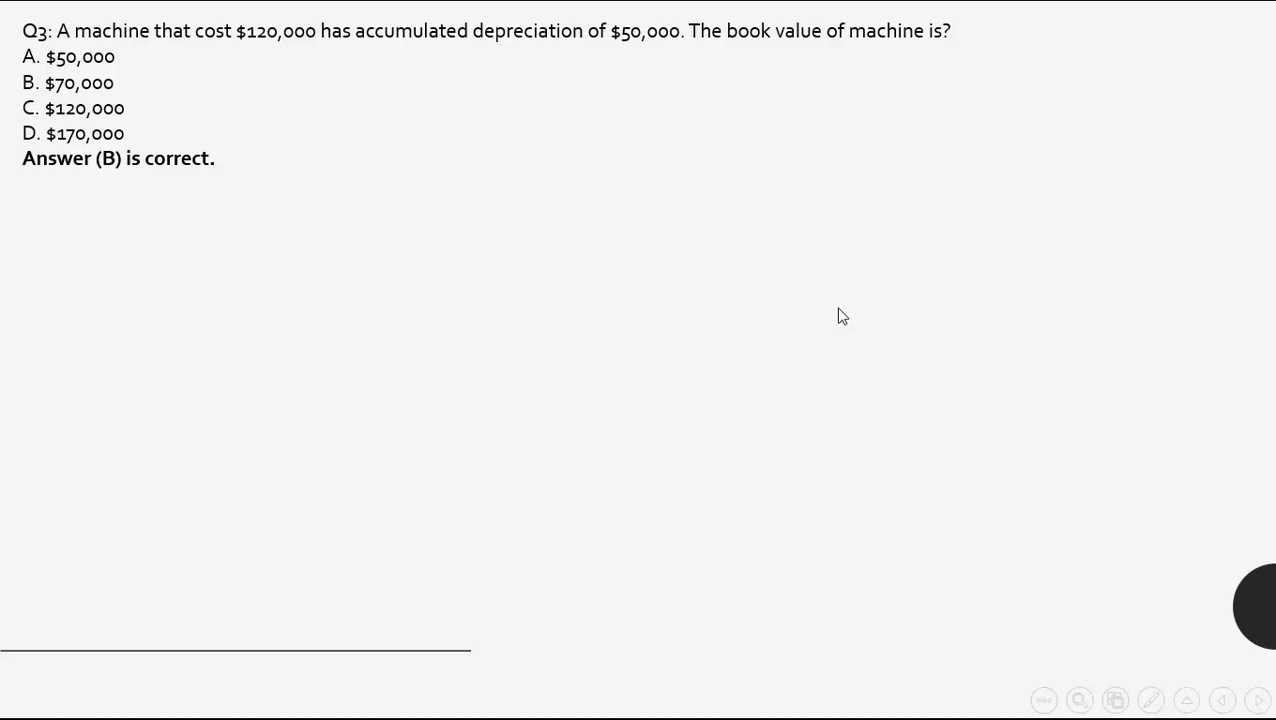 Q3: A machine that cost $120,000 has accumulated depreciation of $50,000. The book value of machine is?
A. $50,000
B. $70,000
C. $120,000
D. $170,000
Answer (B) is correct.